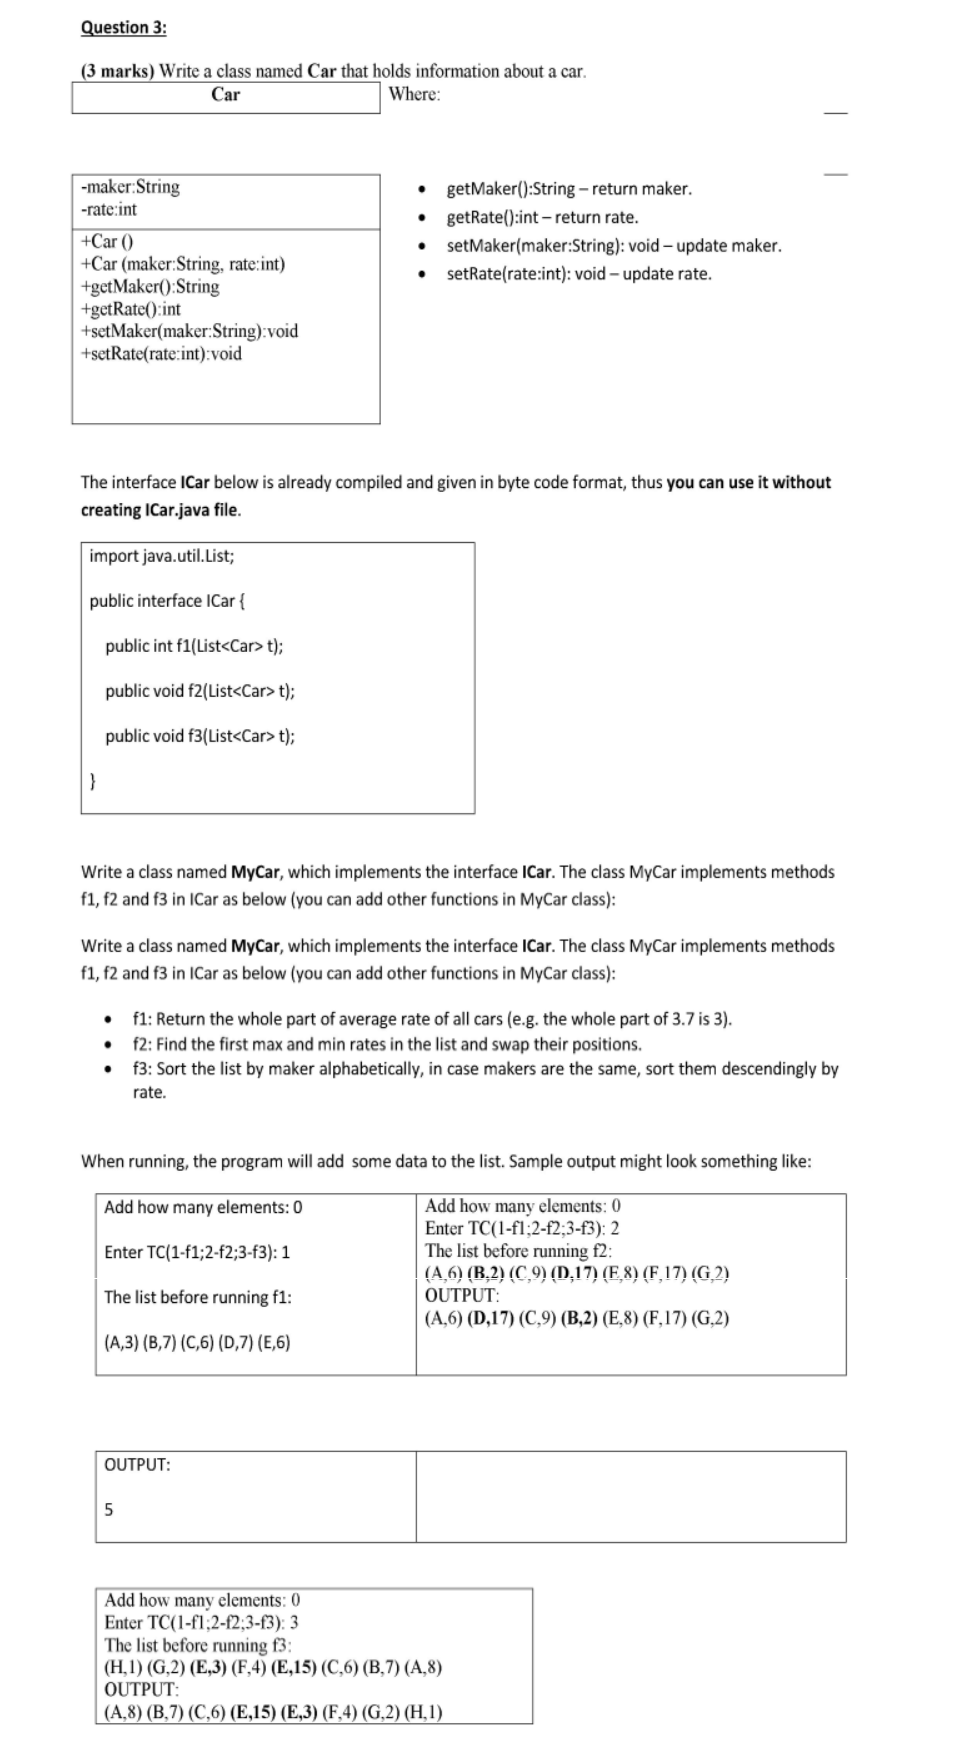 Question 3:
(3 marks) Write a class named Car that holds information about a car.
Car
Where:
-maker:String
-rate:int
+Car ()
+Car (maker:String, rate:int)
+getMaker():String
+getRate():int
+setMaker(maker:String):void
+setRate(rate:int):void
• getMaker():String – return maker.
• getRate():int – return rate.
• setMaker(maker:String): void – update maker.
• setRate(rate:int): void – update rate.
The interface ICar below is already compiled and given in byte code format, thus you can use it without
creating ICar.java file.
import java.util.List;
public interface ICar {
public int f1(List<Car> t);
public void f2(List<Car> t);
public void f3(List<Car> t);
}
Write a class named MyCar, which implements the interface ICar. The class MyCar implements methods
f1, f2 and f3 in ICar as below (you can add other functions in MyCar class):
Write a class named MyCar, which implements the interface ICar. The class MyCar implements methods
f1, f2 and f3 in ICar as below (you can add other functions in MyCar class):
• f1: Return the whole part of average rate of all cars (e.g. the whole part of 3.7 is 3).
• f2: Find the first max and min rates in the list and swap their positions.
• f3: Sort the list by maker alphabetically, in case makers are the same, sort them descendingly by
rate.
When running, the program will add some data to the list. Sample output might look something like:
Add how many elements: 0
Enter TC(1-f1;2-f2;3-f3): 1
The list before running f1:
(A,3) (B,7) (C,6) (D,7) (E,6)
Add how many elements: 0
Enter TC(1-f1;2-f2;3-f3): 2
The list before running f2:
(A,6) (B,2) (C,9) (D,17) (E,8) (F,17) (G,2)
OUTPUT:
(A,6) (D,17) (C,9) (B,2) (E,8) (F,17) (G,2)
OUTPUT:
5
Add how many elements: 0
Enter TC(1-f1;2-f2;3-f3): 3
The list before running f3:
(H,1) (G,2) (E,3) (F,4) (E,15) (C,6) (B,7) (A,8)
OUTPUT:
(A,8) (B,7) (C,6) (E,15) (E,3) (F,4) (G,2) (H,1)